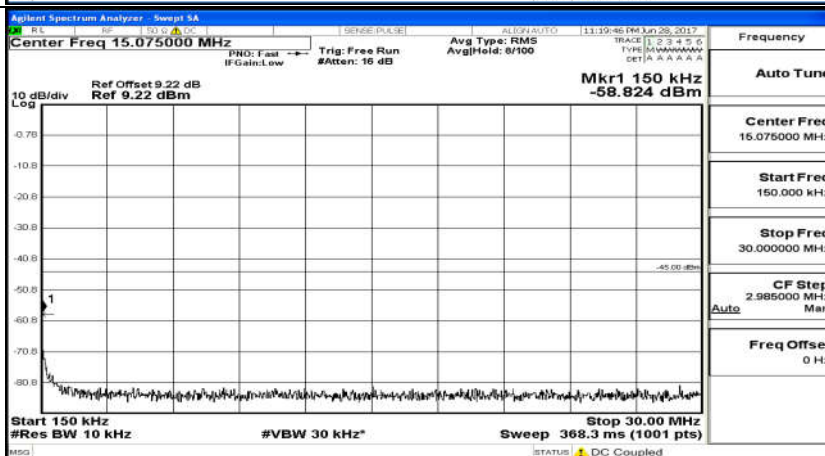 Agilent Spectrum Analyzer - Swept SA
RL RF 50 Ω DC SENSE:PULSE ALIGN AUTO 11:19:46 PM Jun 28, 2017
Center Freq 15.075000 MHz
PNO: Fast
IFGain:Low
Trig: Free Run
#Atten: 16 dB
Avg Type: RMS
Avg|Hold: 8/100
TRACE 1 2 3 4 5 6
TYPE MWWWWW
DET A A A A A A
Frequency
Auto Tune
Ref Offset 9.22 dB
Ref 9.22 dBm
10 dB/div
Log
Mkr1 150 kHz
-58.824 dBm
-0.78
-10.8
-20.8
-30.8
-40.8
-50.8
-60.8
-70.8
-80.8
-45.00 dBm
1
Center Freq
15.075000 MHz
Start Freq
150.000 kHz
Stop Freq
30.000000 MHz
CF Step
2.985000 MHz
Auto Man
Freq Offset
0 Hz
Start 150 kHz Stop 30.00 MHz
#Res BW 10 kHz #VBW 30 kHz* Sweep 368.3 ms (1001 pts)
MSG STATUS DC Coupled